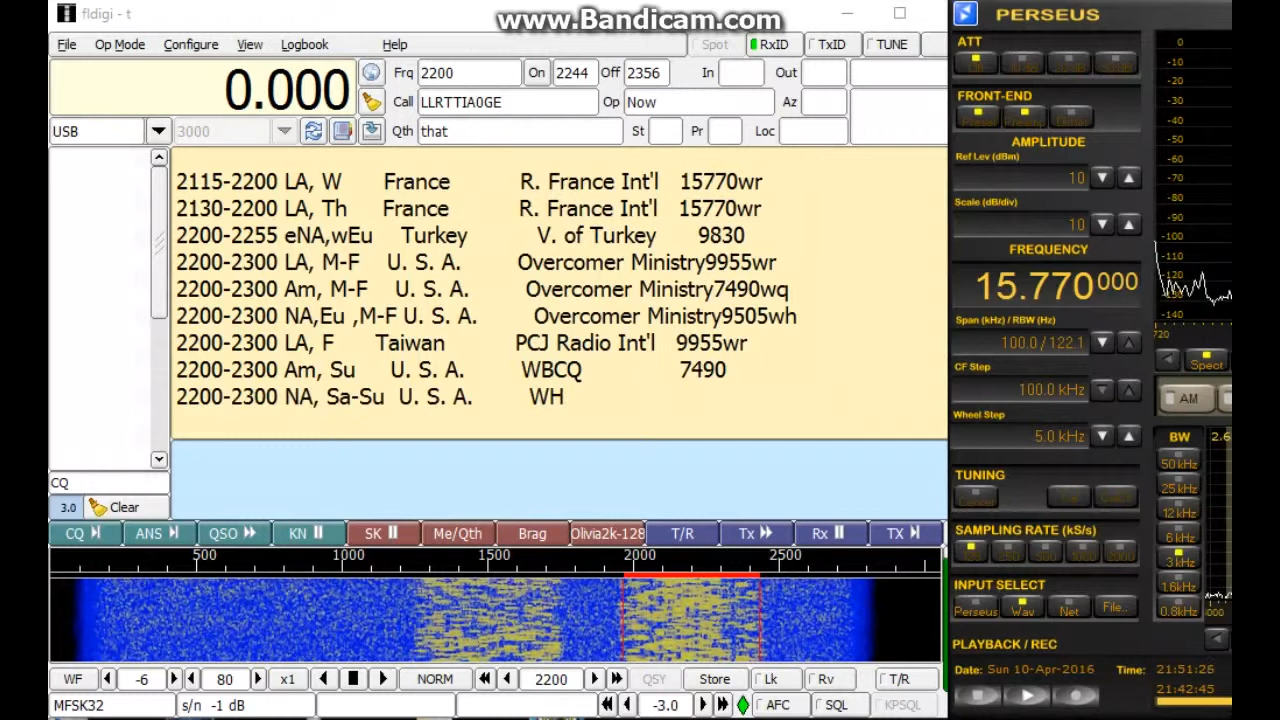 fldigi - t
www.Bandicam.com
File Op Mode Configure View Logbook Help Spot RxID TxID TUNE
0.000
Frq 2200 On 2244 Off 2356 In Out
Call LLRTTIA0GE Op Now Az
USB 3000 Qth that St Pr Loc
2115-2200 LA, W France R. France Int'l 15770wr
2130-2200 LA, Th France R. France Int'l 15770wr
2200-2255 eNA,wEu Turkey V. of Turkey 9830
2200-2300 LA, M-F U. S. A. Overcomer Ministry9955wr
2200-2300 Am, M-F U. S. A. Overcomer Ministry7490wq
2200-2300 NA,Eu ,M-F U. S. A. Overcomer Ministry9505wh
2200-2300 LA, F Taiwan PCJ Radio Int'l 9955wr
2200-2300 Am, Su U. S. A. WBCQ 7490
2200-2300 NA, Sa-Su U. S. A. WH
CQ
3.0 Clear
CQ ANS QSO KN SK Me/Qth Brag Olivia2k-128 T/R Tx Rx TX
500 1000 1500 2000 2500
WF -6 80 x1 NORM 2200 QSY Store Lk Rv T/R
MFSK32 s/n -1 dB -3.0 AFC SQL KPSQL
PERSEUS
ATT
FRONT-END
AMPLITUDE
Ref Lev (dBm)
10
Scale (dB/div)
10
FREQUENCY
15.770000
Span (kHz) / RBW (Hz)
100.0 / 122.1
CF Step
100.0 kHz
Wheel Step
5.0 kHz
TUNING
SAMPLING RATE (kS/s)
INPUT SELECT
Perseus Wav Net File..
PLAYBACK / REC
Date: Sun 10-Apr-2016 Time: 21:51:26
21:42:45
0
-10
-20
-30
-40
-50
-60
-70
-80
-90
-100
-110
-120
-140
720
Spect
AM
BW 2.6
50 kHz
25 kHz
12 kHz
6 kHz
3 kHz
1.6kHz
0.8kHz
000